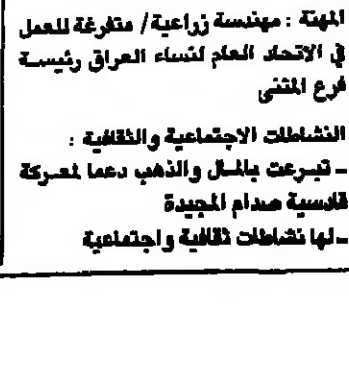 المهنة : مهندسة زراعية / متفرغة للعمل
في الاتحاد العام لنساء العراق رئيسة
فرع المثنى
النشاطات الاجتماعية والثقافية :
ـ تبرعت بالمال والذهب دعما لمعركة
قادسية صدام المجيدة
ـ لها نشاطات ثقافية واجتماعية